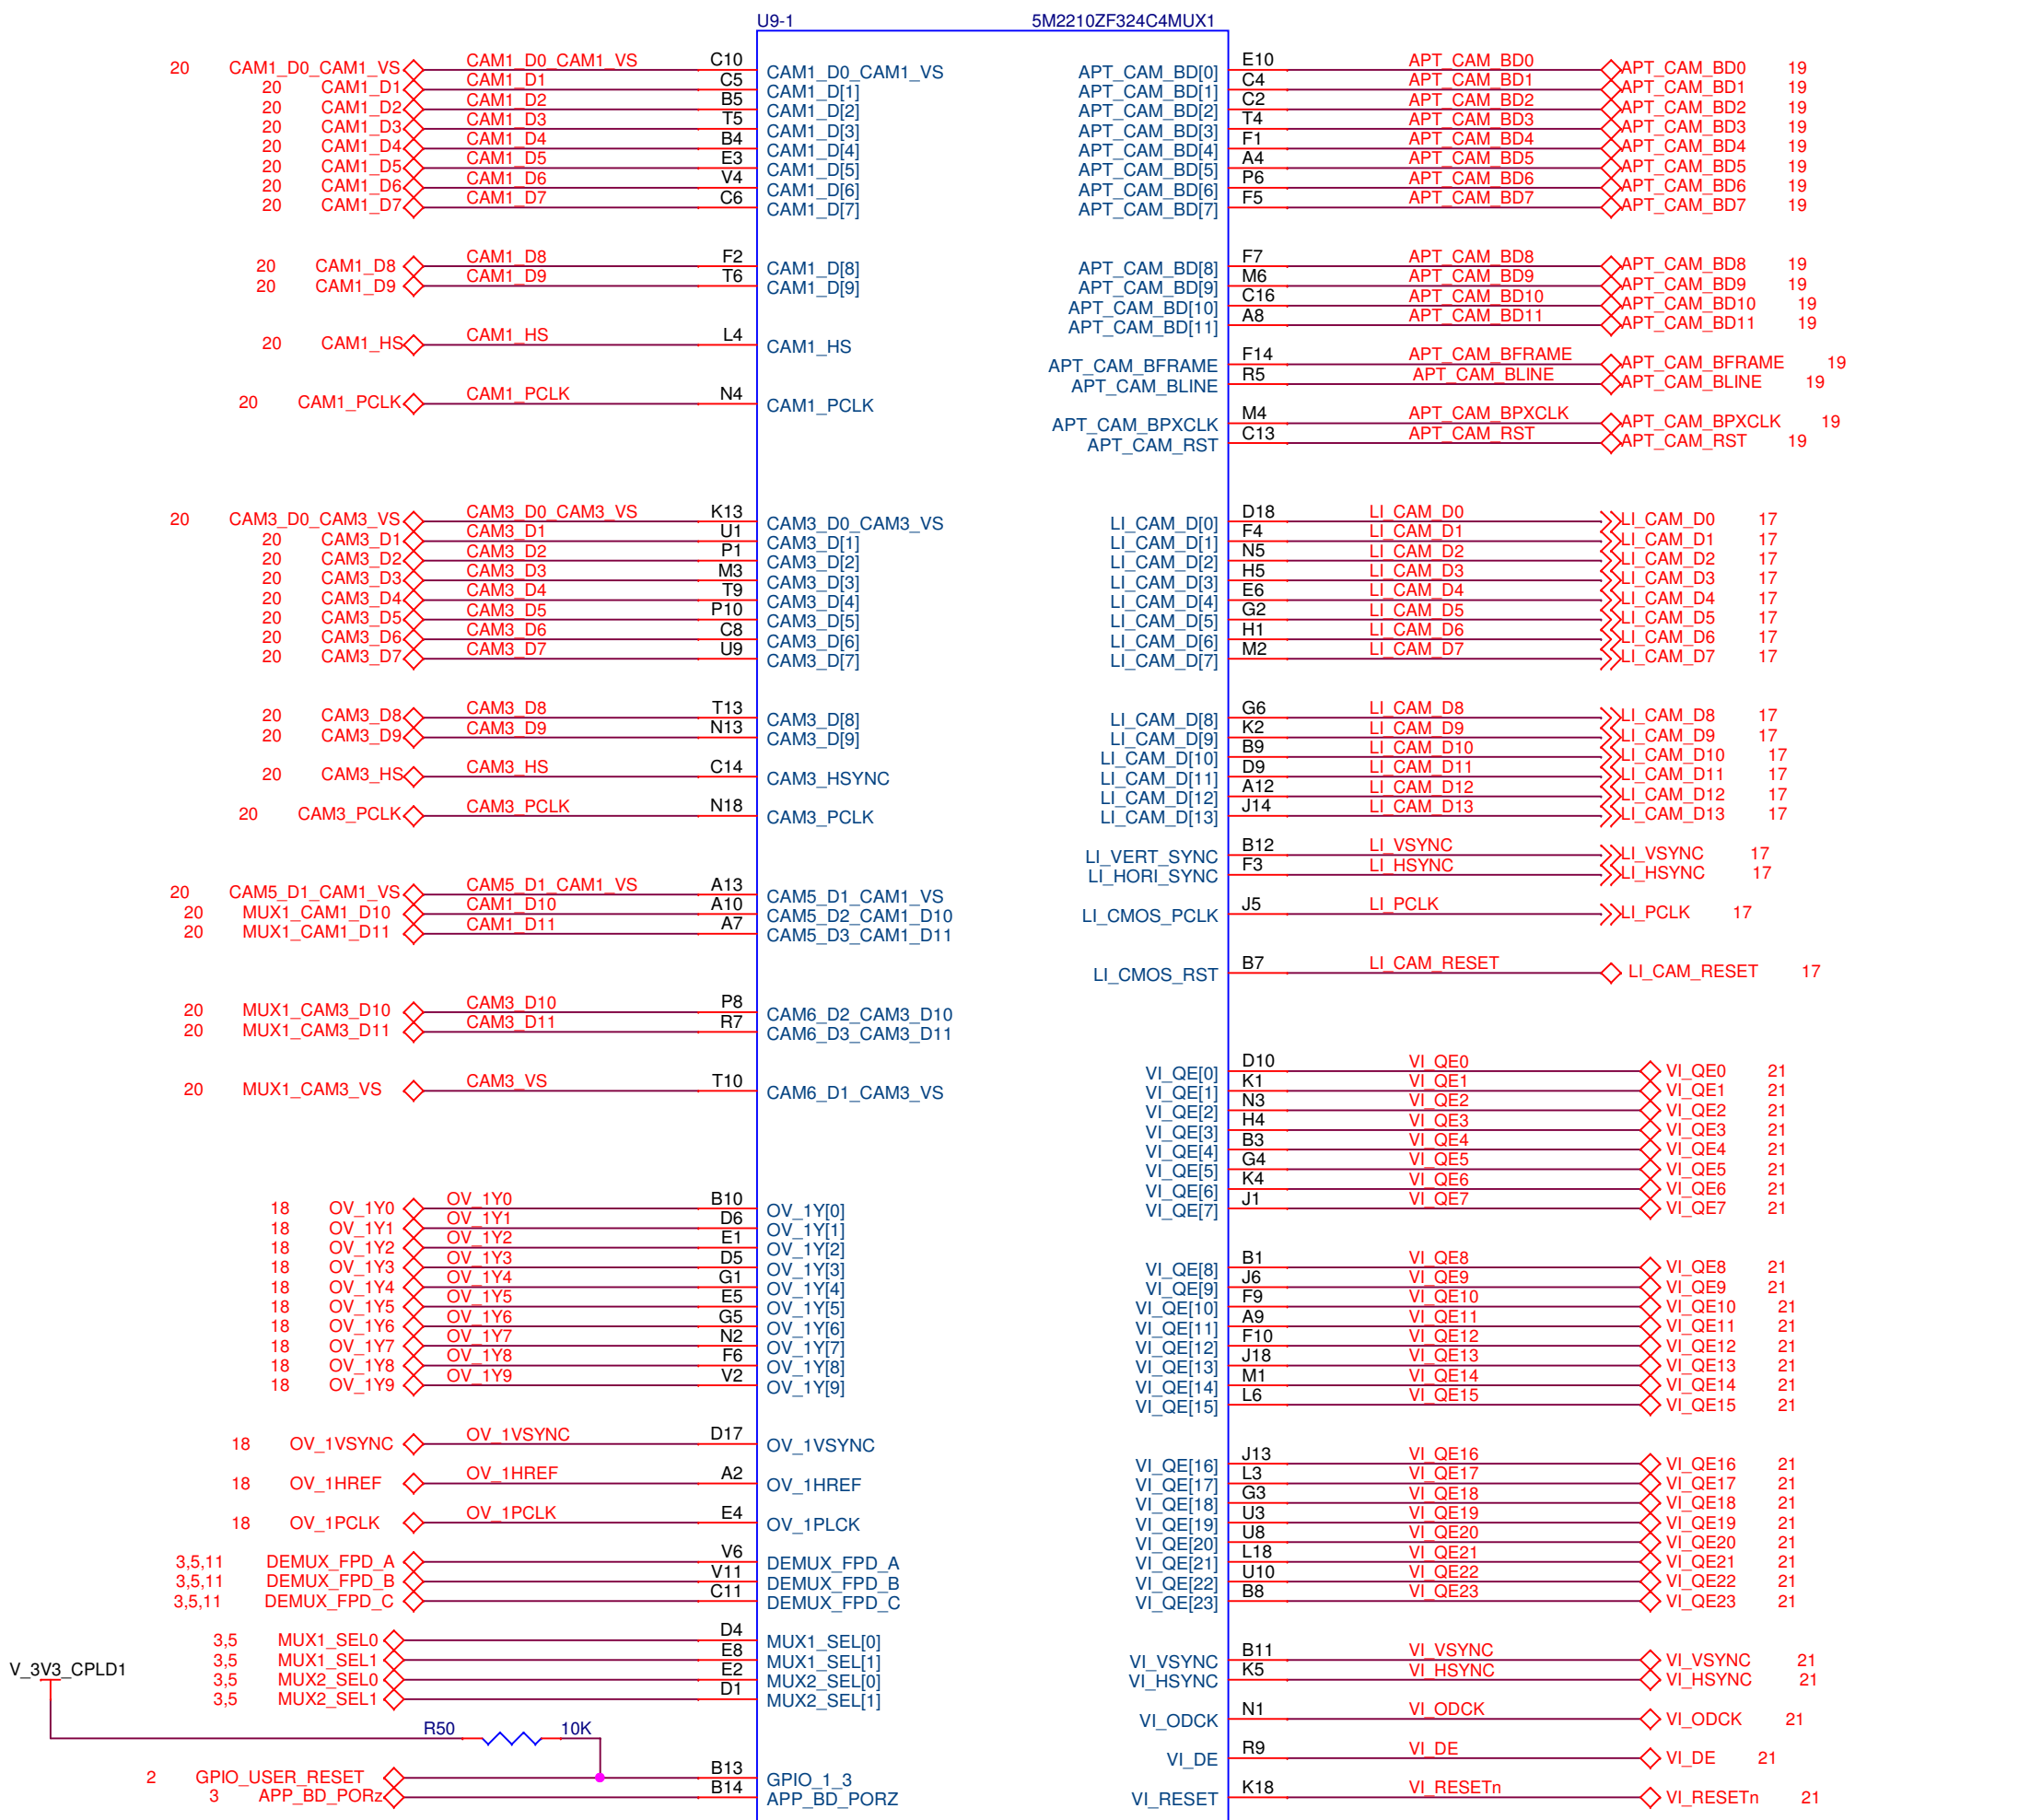 U9-1 5M2210ZF324C4MUX1
20 CAM1_D0_CAM1_VS CAM1_D0_CAM1_VS C10 CAM1_D0_CAM1_VS APT_CAM_BD[0] E10 APT_CAM_BD0 APT_CAM_BD0 19
20 CAM1_D1 CAM1_D1 C5 CAM1_D[1] APT_CAM_BD[1] C4 APT_CAM_BD1 APT_CAM_BD1 19
20 CAM1_D2 CAM1_D2 B5 CAM1_D[2] APT_CAM_BD[2] C2 APT_CAM_BD2 APT_CAM_BD2 19
20 CAM1_D3 CAM1_D3 T5 CAM1_D[3] APT_CAM_BD[3] T4 APT_CAM_BD3 APT_CAM_BD3 19
20 CAM1_D4 CAM1_D4 B4 CAM1_D[4] APT_CAM_BD[4] F1 APT_CAM_BD4 APT_CAM_BD4 19
20 CAM1_D5 CAM1_D5 E3 CAM1_D[5] APT_CAM_BD[5] A4 APT_CAM_BD5 APT_CAM_BD5 19
20 CAM1_D6 CAM1_D6 V4 CAM1_D[6] APT_CAM_BD[6] P6 APT_CAM_BD6 APT_CAM_BD6 19
20 CAM1_D7 CAM1_D7 C6 CAM1_D[7] APT_CAM_BD[7] F5 APT_CAM_BD7 APT_CAM_BD7 19
20 CAM1_D8 CAM1_D8 F2 CAM1_D[8] APT_CAM_BD[8] F7 APT_CAM_BD8 APT_CAM_BD8 19
20 CAM1_D9 CAM1_D9 T6 CAM1_D[9] APT_CAM_BD[9] M6 APT_CAM_BD9 APT_CAM_BD9 19
APT_CAM_BD[10] C16 APT_CAM_BD10 APT_CAM_BD10 19
APT_CAM_BD[11] A8 APT_CAM_BD11 APT_CAM_BD11 19
20 CAM1_HS CAM1_HS L4 CAM1_HS
APT_CAM_BFRAME F14 APT_CAM_BFRAME APT_CAM_BFRAME 19
APT_CAM_BLINE R5 APT_CAM_BLINE APT_CAM_BLINE 19
20 CAM1_PCLK CAM1_PCLK N4 CAM1_PCLK
APT_CAM_BPXCLK M4 APT_CAM_BPXCLK APT_CAM_BPXCLK 19
APT_CAM_RST C13 APT_CAM_RST APT_CAM_RST 19
20 CAM3_D0_CAM3_VS CAM3_D0_CAM3_VS K13 CAM3_D0_CAM3_VS LI_CAM_D[0] D18 LI_CAM_D0 LI_CAM_D0 17
20 CAM3_D1 CAM3_D1 U1 CAM3_D[1] LI_CAM_D[1] F4 LI_CAM_D1 LI_CAM_D1 17
20 CAM3_D2 CAM3_D2 P1 CAM3_D[2] LI_CAM_D[2] N5 LI_CAM_D2 LI_CAM_D2 17
20 CAM3_D3 CAM3_D3 M3 CAM3_D[3] LI_CAM_D[3] H5 LI_CAM_D3 LI_CAM_D3 17
20 CAM3_D4 CAM3_D4 T9 CAM3_D[4] LI_CAM_D[4] E6 LI_CAM_D4 LI_CAM_D4 17
20 CAM3_D5 CAM3_D5 P10 CAM3_D[5] LI_CAM_D[5] G2 LI_CAM_D5 LI_CAM_D5 17
20 CAM3_D6 CAM3_D6 C8 CAM3_D[6] LI_CAM_D[6] H1 LI_CAM_D6 LI_CAM_D6 17
20 CAM3_D7 CAM3_D7 U9 CAM3_D[7] LI_CAM_D[7] M2 LI_CAM_D7 LI_CAM_D7 17
20 CAM3_D8 CAM3_D8 T13 CAM3_D[8] LI_CAM_D[8] G6 LI_CAM_D8 LI_CAM_D8 17
20 CAM3_D9 CAM3_D9 N13 CAM3_D[9] LI_CAM_D[9] K2 LI_CAM_D9 LI_CAM_D9 17
LI_CAM_D[10] B9 LI_CAM_D10 LI_CAM_D10 17
20 CAM3_HS CAM3_HS C14 CAM3_HSYNC LI_CAM_D[11] D9 LI_CAM_D11 LI_CAM_D11 17
LI_CAM_D[12] A12 LI_CAM_D12 LI_CAM_D12 17
20 CAM3_PCLK CAM3_PCLK N18 CAM3_PCLK LI_CAM_D[13] J14 LI_CAM_D13 LI_CAM_D13 17
LI_VERT_SYNC B12 LI_VSYNC LI_VSYNC 17
LI_HORI_SYNC F3 LI_HSYNC LI_HSYNC 17
20 CAM5_D1_CAM1_VS CAM5_D1_CAM1_VS A13 CAM5_D1_CAM1_VS
20 MUX1_CAM1_D10 CAM1_D10 A10 CAM5_D2_CAM1_D10 LI_CMOS_PCLK J5 LI_PCLK LI_PCLK 17
20 MUX1_CAM1_D11 CAM1_D11 A7 CAM5_D3_CAM1_D11
LI_CMOS_RST B7 LI_CAM_RESET LI_CAM_RESET 17
20 MUX1_CAM3_D10 CAM3_D10 P8 CAM6_D2_CAM3_D10
20 MUX1_CAM3_D11 CAM3_D11 R7 CAM6_D3_CAM3_D11
VI_QE[0] D10 VI_QE0 VI_QE0 21
20 MUX1_CAM3_VS CAM3_VS T10 CAM6_D1_CAM3_VS VI_QE[1] K1 VI_QE1 VI_QE1 21
VI_QE[2] N3 VI_QE2 VI_QE2 21
VI_QE[3] H4 VI_QE3 VI_QE3 21
VI_QE[4] B3 VI_QE4 VI_QE4 21
VI_QE[5] G4 VI_QE5 VI_QE5 21
VI_QE[6] K4 VI_QE6 VI_QE6 21
18 OV_1Y0 OV_1Y0 B10 OV_1Y[0] VI_QE[7] J1 VI_QE7 VI_QE7 21
18 OV_1Y1 OV_1Y1 D6 OV_1Y[1]
18 OV_1Y2 OV_1Y2 E1 OV_1Y[2]
18 OV_1Y3 OV_1Y3 D5 OV_1Y[3] VI_QE[8] B1 VI_QE8 VI_QE8 21
18 OV_1Y4 OV_1Y4 G1 OV_1Y[4] VI_QE[9] J6 VI_QE9 VI_QE9 21
18 OV_1Y5 OV_1Y5 E5 OV_1Y[5] VI_QE[10] F9 VI_QE10 VI_QE10 21
18 OV_1Y6 OV_1Y6 G5 OV_1Y[6] VI_QE[11] A9 VI_QE11 VI_QE11 21
18 OV_1Y7 OV_1Y7 N2 OV_1Y[7] VI_QE[12] F10 VI_QE12 VI_QE12 21
18 OV_1Y8 OV_1Y8 F6 OV_1Y[8] VI_QE[13] J18 VI_QE13 VI_QE13 21
18 OV_1Y9 OV_1Y9 V2 OV_1Y[9] VI_QE[14] M1 VI_QE14 VI_QE14 21
VI_QE[15] L6 VI_QE15 VI_QE15 21
18 OV_1VSYNC OV_1VSYNC D17 OV_1VSYNC
VI_QE[16] J13 VI_QE16 VI_QE16 21
18 OV_1HREF OV_1HREF A2 OV_1HREF VI_QE[17] L3 VI_QE17 VI_QE17 21
VI_QE[18] G3 VI_QE18 VI_QE18 21
18 OV_1PCLK OV_1PCLK E4 OV_1PLCK VI_QE[19] U3 VI_QE19 VI_QE19 21
VI_QE[20] U8 VI_QE20 VI_QE20 21
3,5,11 DEMUX_FPD_A V6 DEMUX_FPD_A VI_QE[21] L18 VI_QE21 VI_QE21 21
3,5,11 DEMUX_FPD_B V11 DEMUX_FPD_B VI_QE[22] U10 VI_QE22 VI_QE22 21
3,5,11 DEMUX_FPD_C C11 DEMUX_FPD_C VI_QE[23] B8 VI_QE23 VI_QE23 21
3,5 MUX1_SEL0 D4 MUX1_SEL[0]
3,5 MUX1_SEL1 E8 MUX1_SEL[1] VI_VSYNC B11 VI_VSYNC VI_VSYNC 21
V_3V3_CPLD1 3,5 MUX2_SEL0 E2 MUX2_SEL[0] VI_HSYNC K5 VI_HSYNC VI_HSYNC 21
3,5 MUX2_SEL1 D1 MUX2_SEL[1]
VI_ODCK N1 VI_ODCK VI_ODCK 21
R50 10K
VI_DE R9 VI_DE VI_DE 21
2 GPIO_USER_RESET B13 GPIO_1_3
3 APP_BD_PORz B14 APP_BD_PORZ VI_RESET K18 VI_RESETn VI_RESETn 21